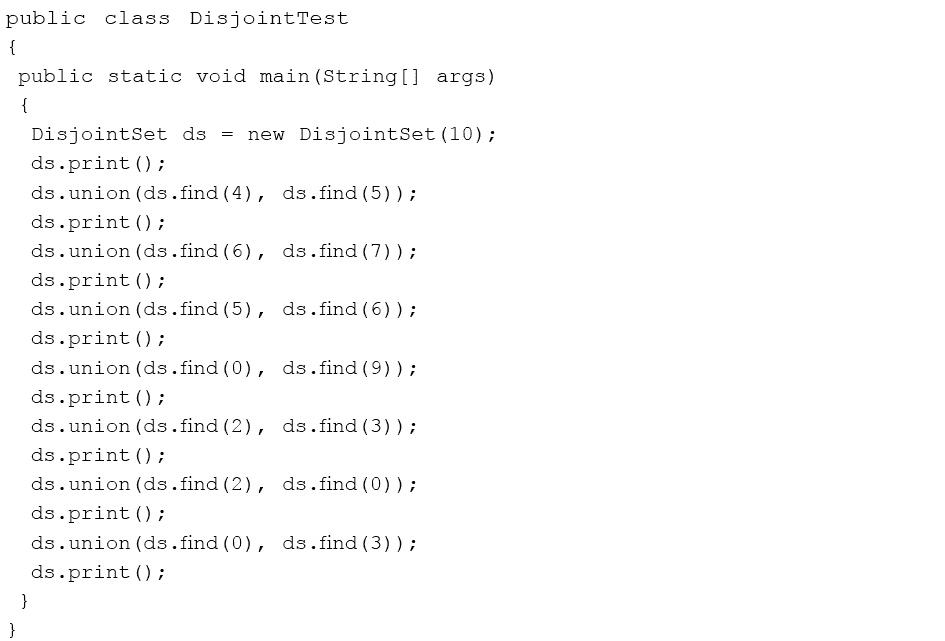 public class DisjointTest
{
public static void main(String[] args)
{
DisjointSet ds = new DisjointSet(10);
ds.print();
ds.union(ds.find(4), ds.find(5));
ds.print();
ds.union(ds.find(6), ds.find(7));
ds.print();
ds.union(ds.find(5), ds.find(6));
ds.print();
ds.union(ds.find(0), ds.find(9));
ds.print();
ds.union(ds.find(2), ds.find(3));
ds.print();
ds.union(ds.find(2), ds.find(0));
ds.print();
ds.union(ds.find(0), ds.find(3));
ds.print();
}
}